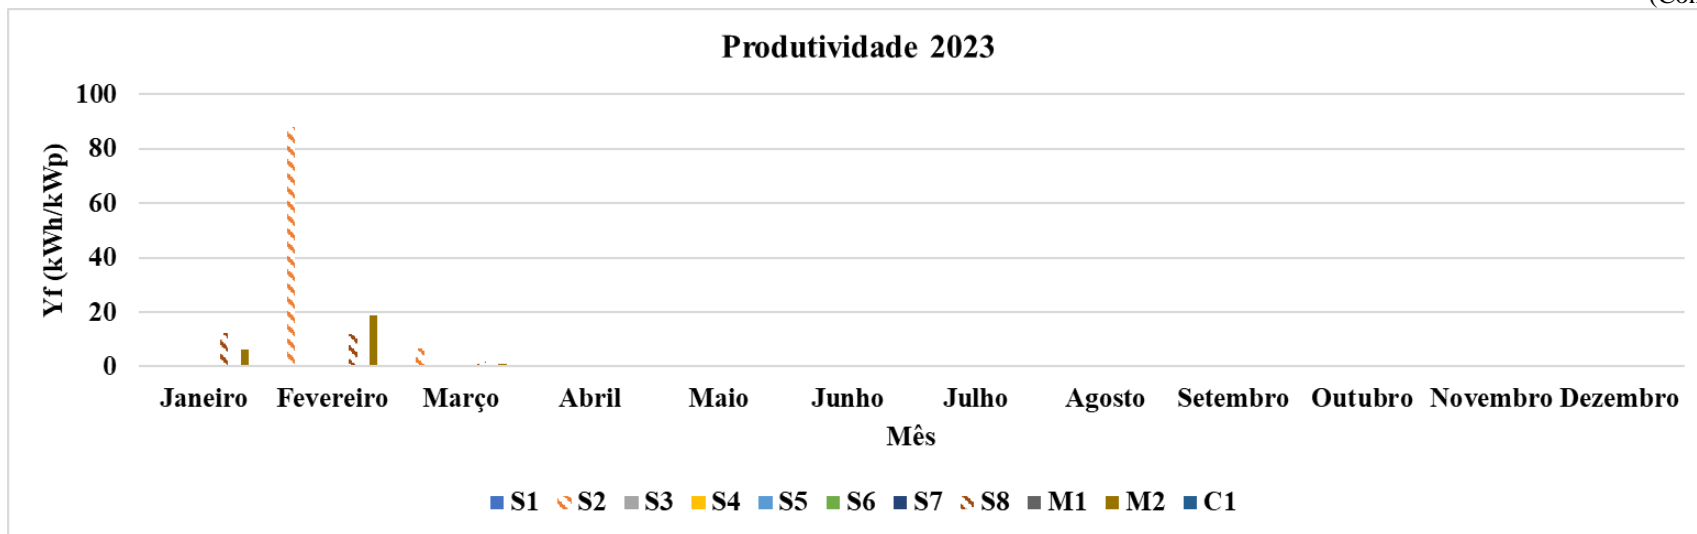 Produtividade 2023
100
80
60
40
20
0
Yf (kWh/kWp)
Janeiro Fevereiro Março Abril Maio Junho Julho Agosto Setembro Outubro Novembro Dezembro
Mês
S1 S2 S3 S4 S5 S6 S7 S8 M1 M2 C1